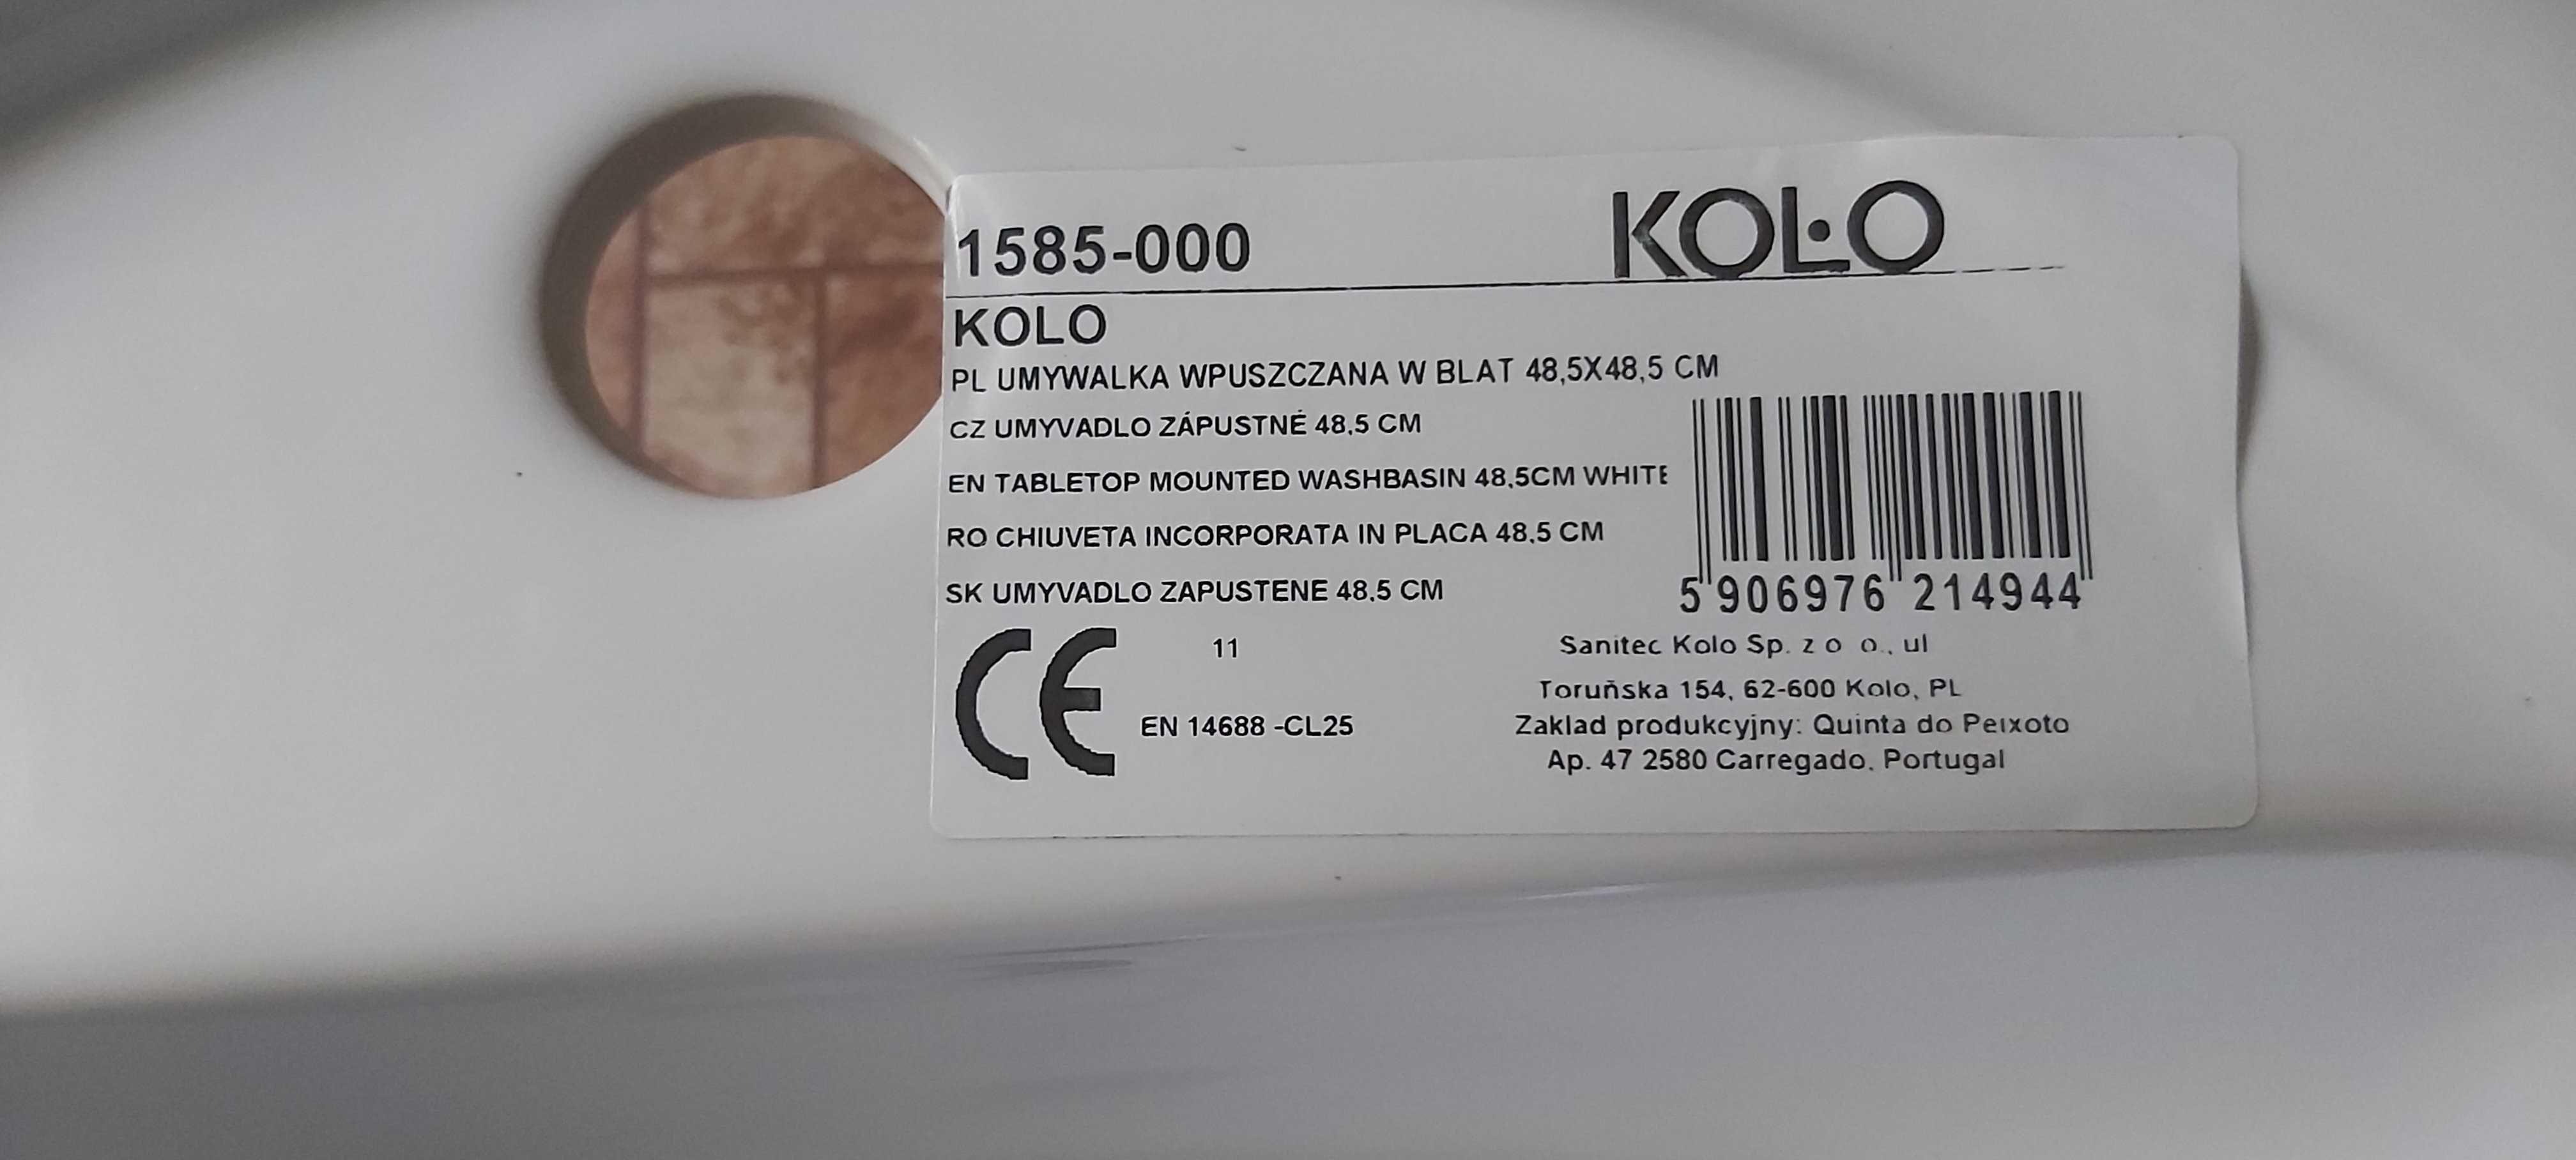 1585-000
KOŁO
KOLO
PL UMYWALKA WPUSZCZANA W BLAT 48,5X48,5 CM
CZ UMYVADLO ZÁPUSTNÉ 48,5 CM
EN TABLETOP MOUNTED WASHBASIN 48,5CM WHITE
RO CHIUVETA INCORPORATA IN PLACA 48,5 CM
SK UMYVADLO ZAPUSTENE 48,5 CM
5 906976 214944
CE
11
EN 14688 -CL25
Sanitec Kolo Sp. z o o., ul
Toruńska 154, 62-600 Kolo, PL
Zaklad produkcyjny: Quinta do Peixoto
Ap. 47 2580 Carregado, Portugal